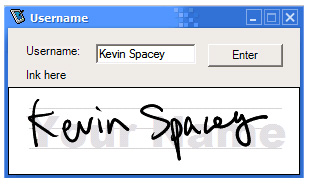 Username
Username: Kevin Spacey Enter
Ink here
Kevin Spacey
Your Name